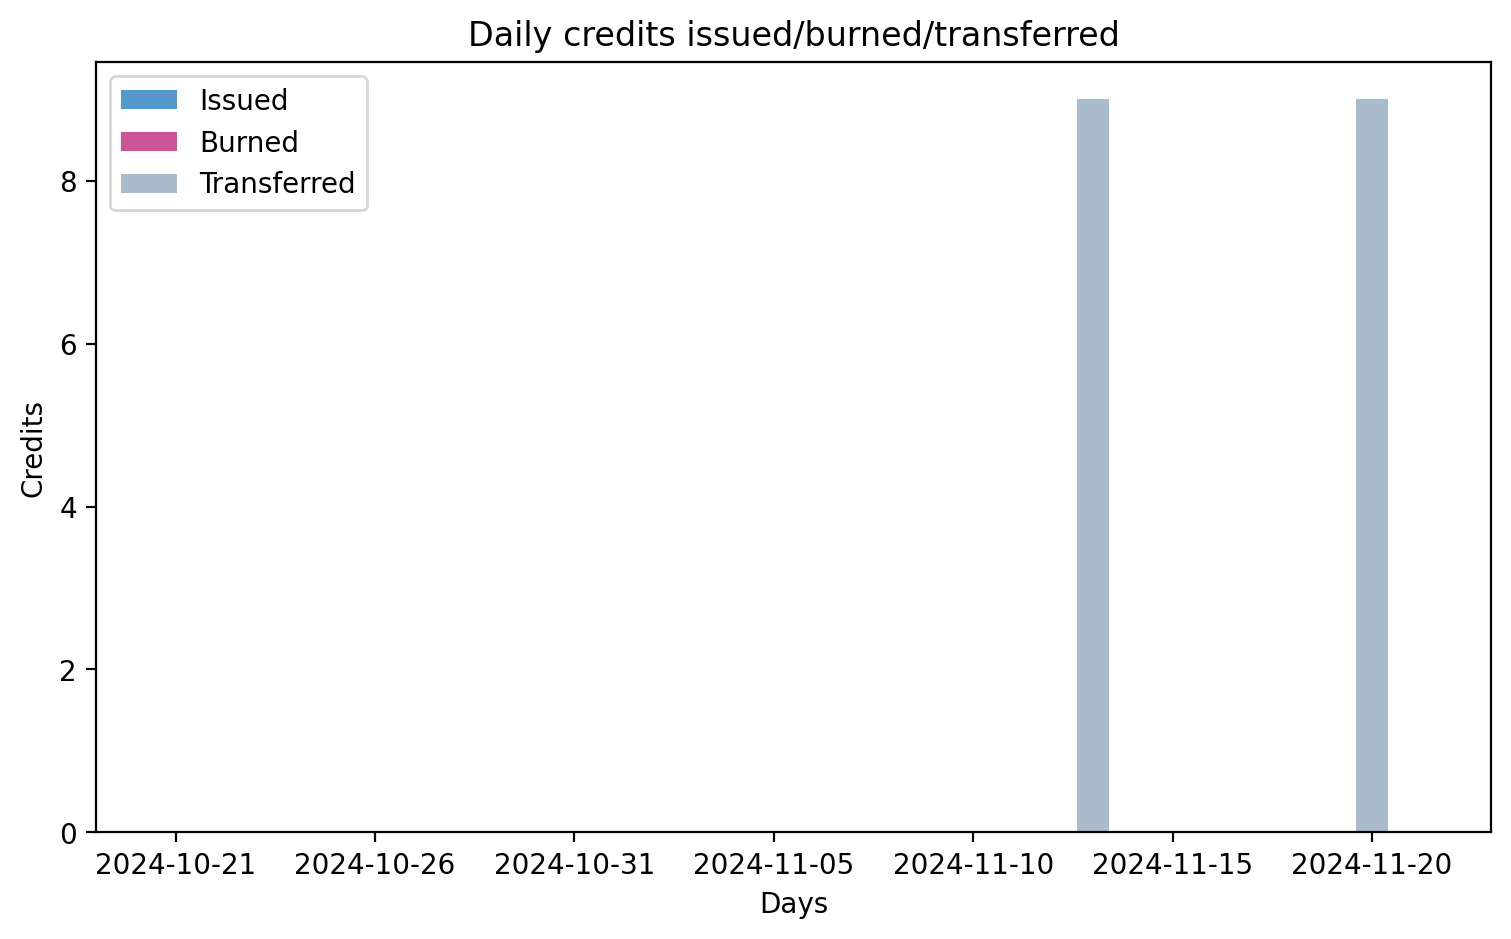 Daily credits issued/burned/transferred
Issued
Burned
Transferred
8
6
4
2
0
Credits
2024-10-21
2024-10-26
2024-10-31
2024-11-05
2024-11-10
2024-11-15
2024-11-20
Days